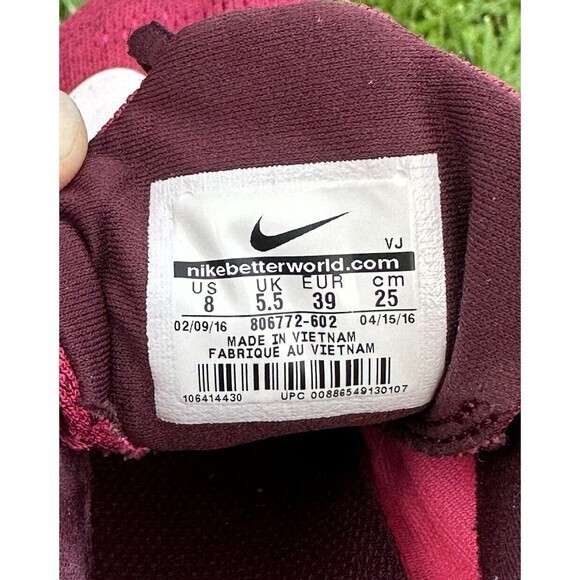 VJ
nikebetterworld.com
US UK EUR cm
8 5.5 39 25
02/09/16 806772-602 04/15/16
MADE IN VIETNAM
FABRIQUE AU VIETNAM
106414430 UPC 00886549130107